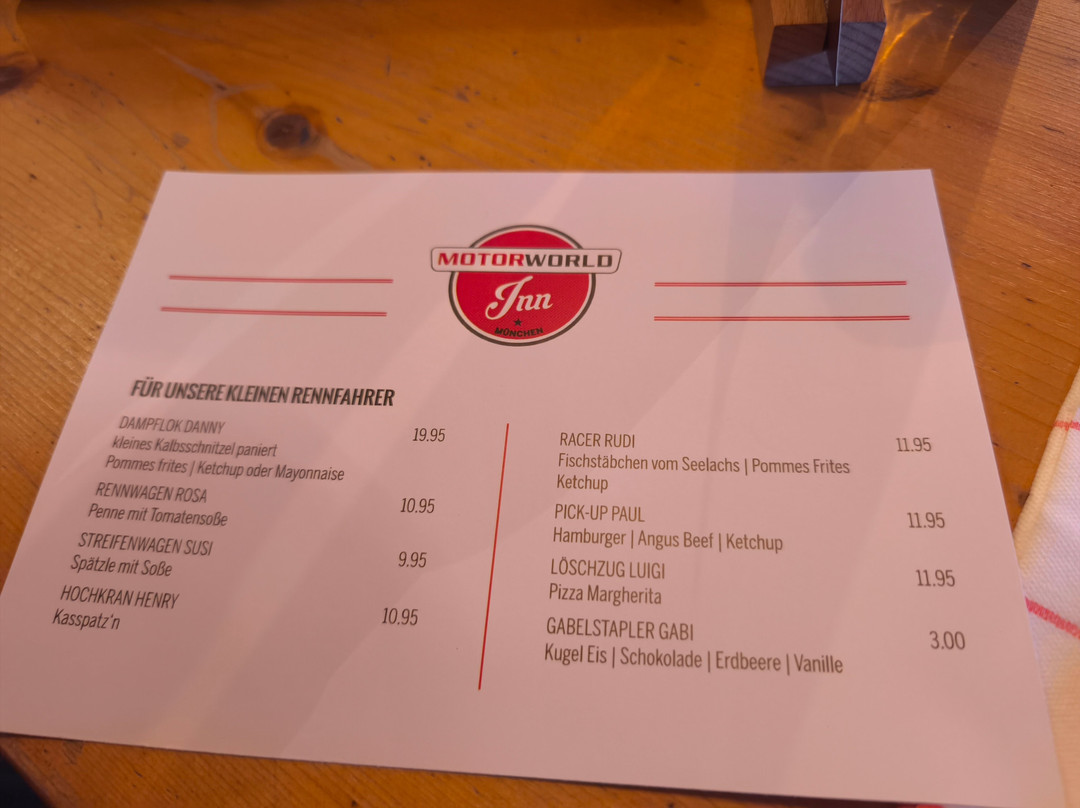 MOTORWORLD
Inn
MÜNCHEN
FÜR UNSERE KLEINEN RENNFAHRER
DAMPFLOK DANNY 19.95
kleines Kalbsschnitzel paniert
Pommes frites | Ketchup oder Mayonnaise
RENNWAGEN ROSA 10.95
Penne mit Tomatensoße
STREIFENWAGEN SUSI 9.95
Spätzle mit Soße
HOCHKRAN HENRY 10.95
Kasspatz'n
RACER RUDI 11.95
Fischstäbchen vom Seelachs | Pommes Frites
Ketchup
PICK-UP PAUL 11.95
Hamburger | Angus Beef | Ketchup
LÖSCHZUG LUIGI 11.95
Pizza Margherita
GABELSTAPLER GABI 3.00
Kugel Eis | Schokolade | Erdbeere | Vanille